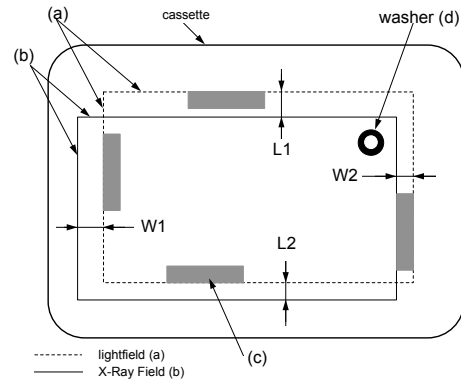 (a)
cassette
washer (d)
(b)
L1
W2
W1
L2
(c)
lightfield (a)
X-Ray Field (b)